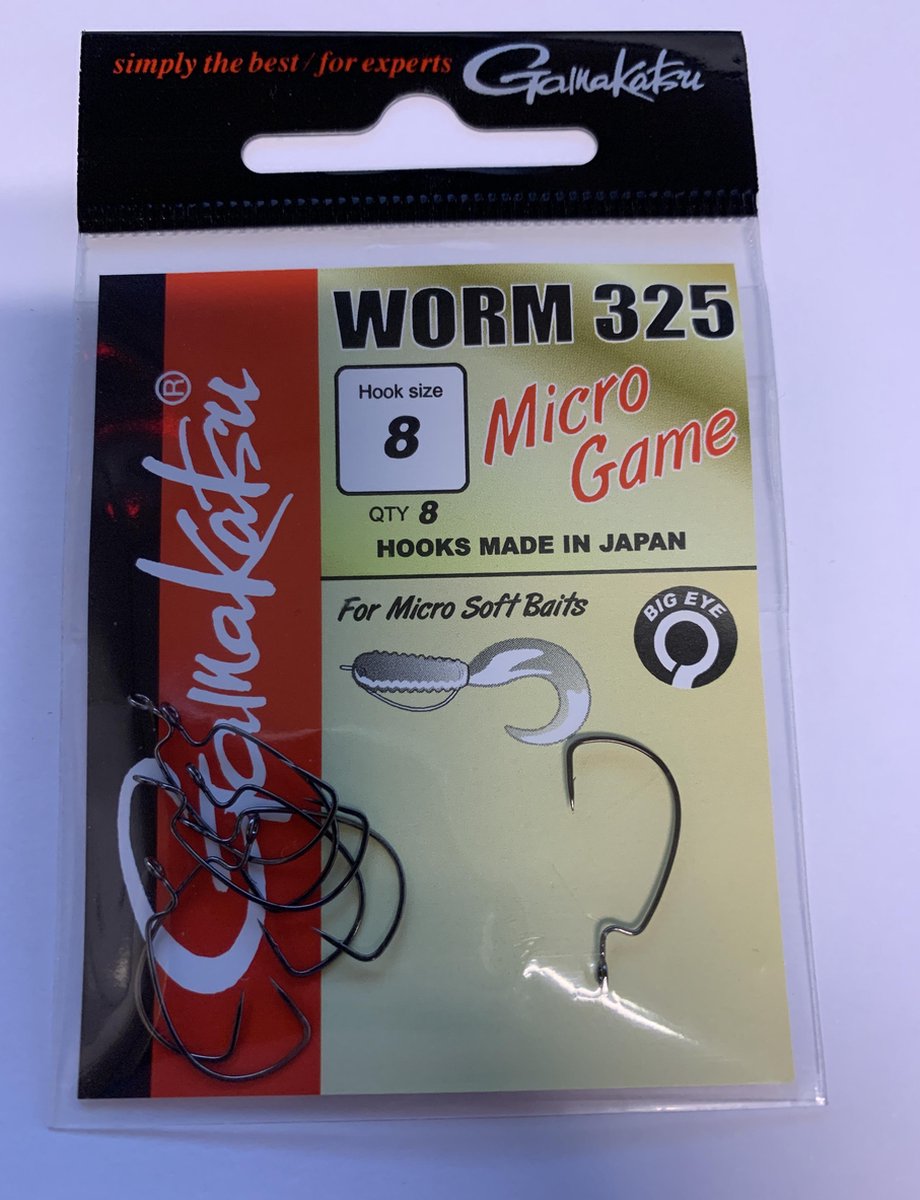 simply the best / for experts Gamakatsu
Gamakatsu®
WORM 325
Hook size
8
Micro
Game
QTY 8
HOOKS MADE IN JAPAN
For Micro Soft Baits
BIG EYE